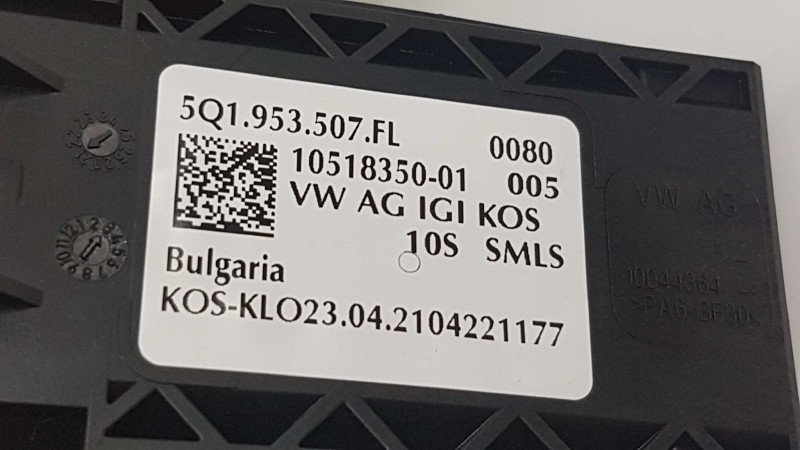 5Q1.953.507.FL 0080
10518350-01 005
VW AG IGI KOS
10S SMLS
Bulgaria
KOS-KLO23.04.2104221177
VW AG
10044364
>PA6-GF30<